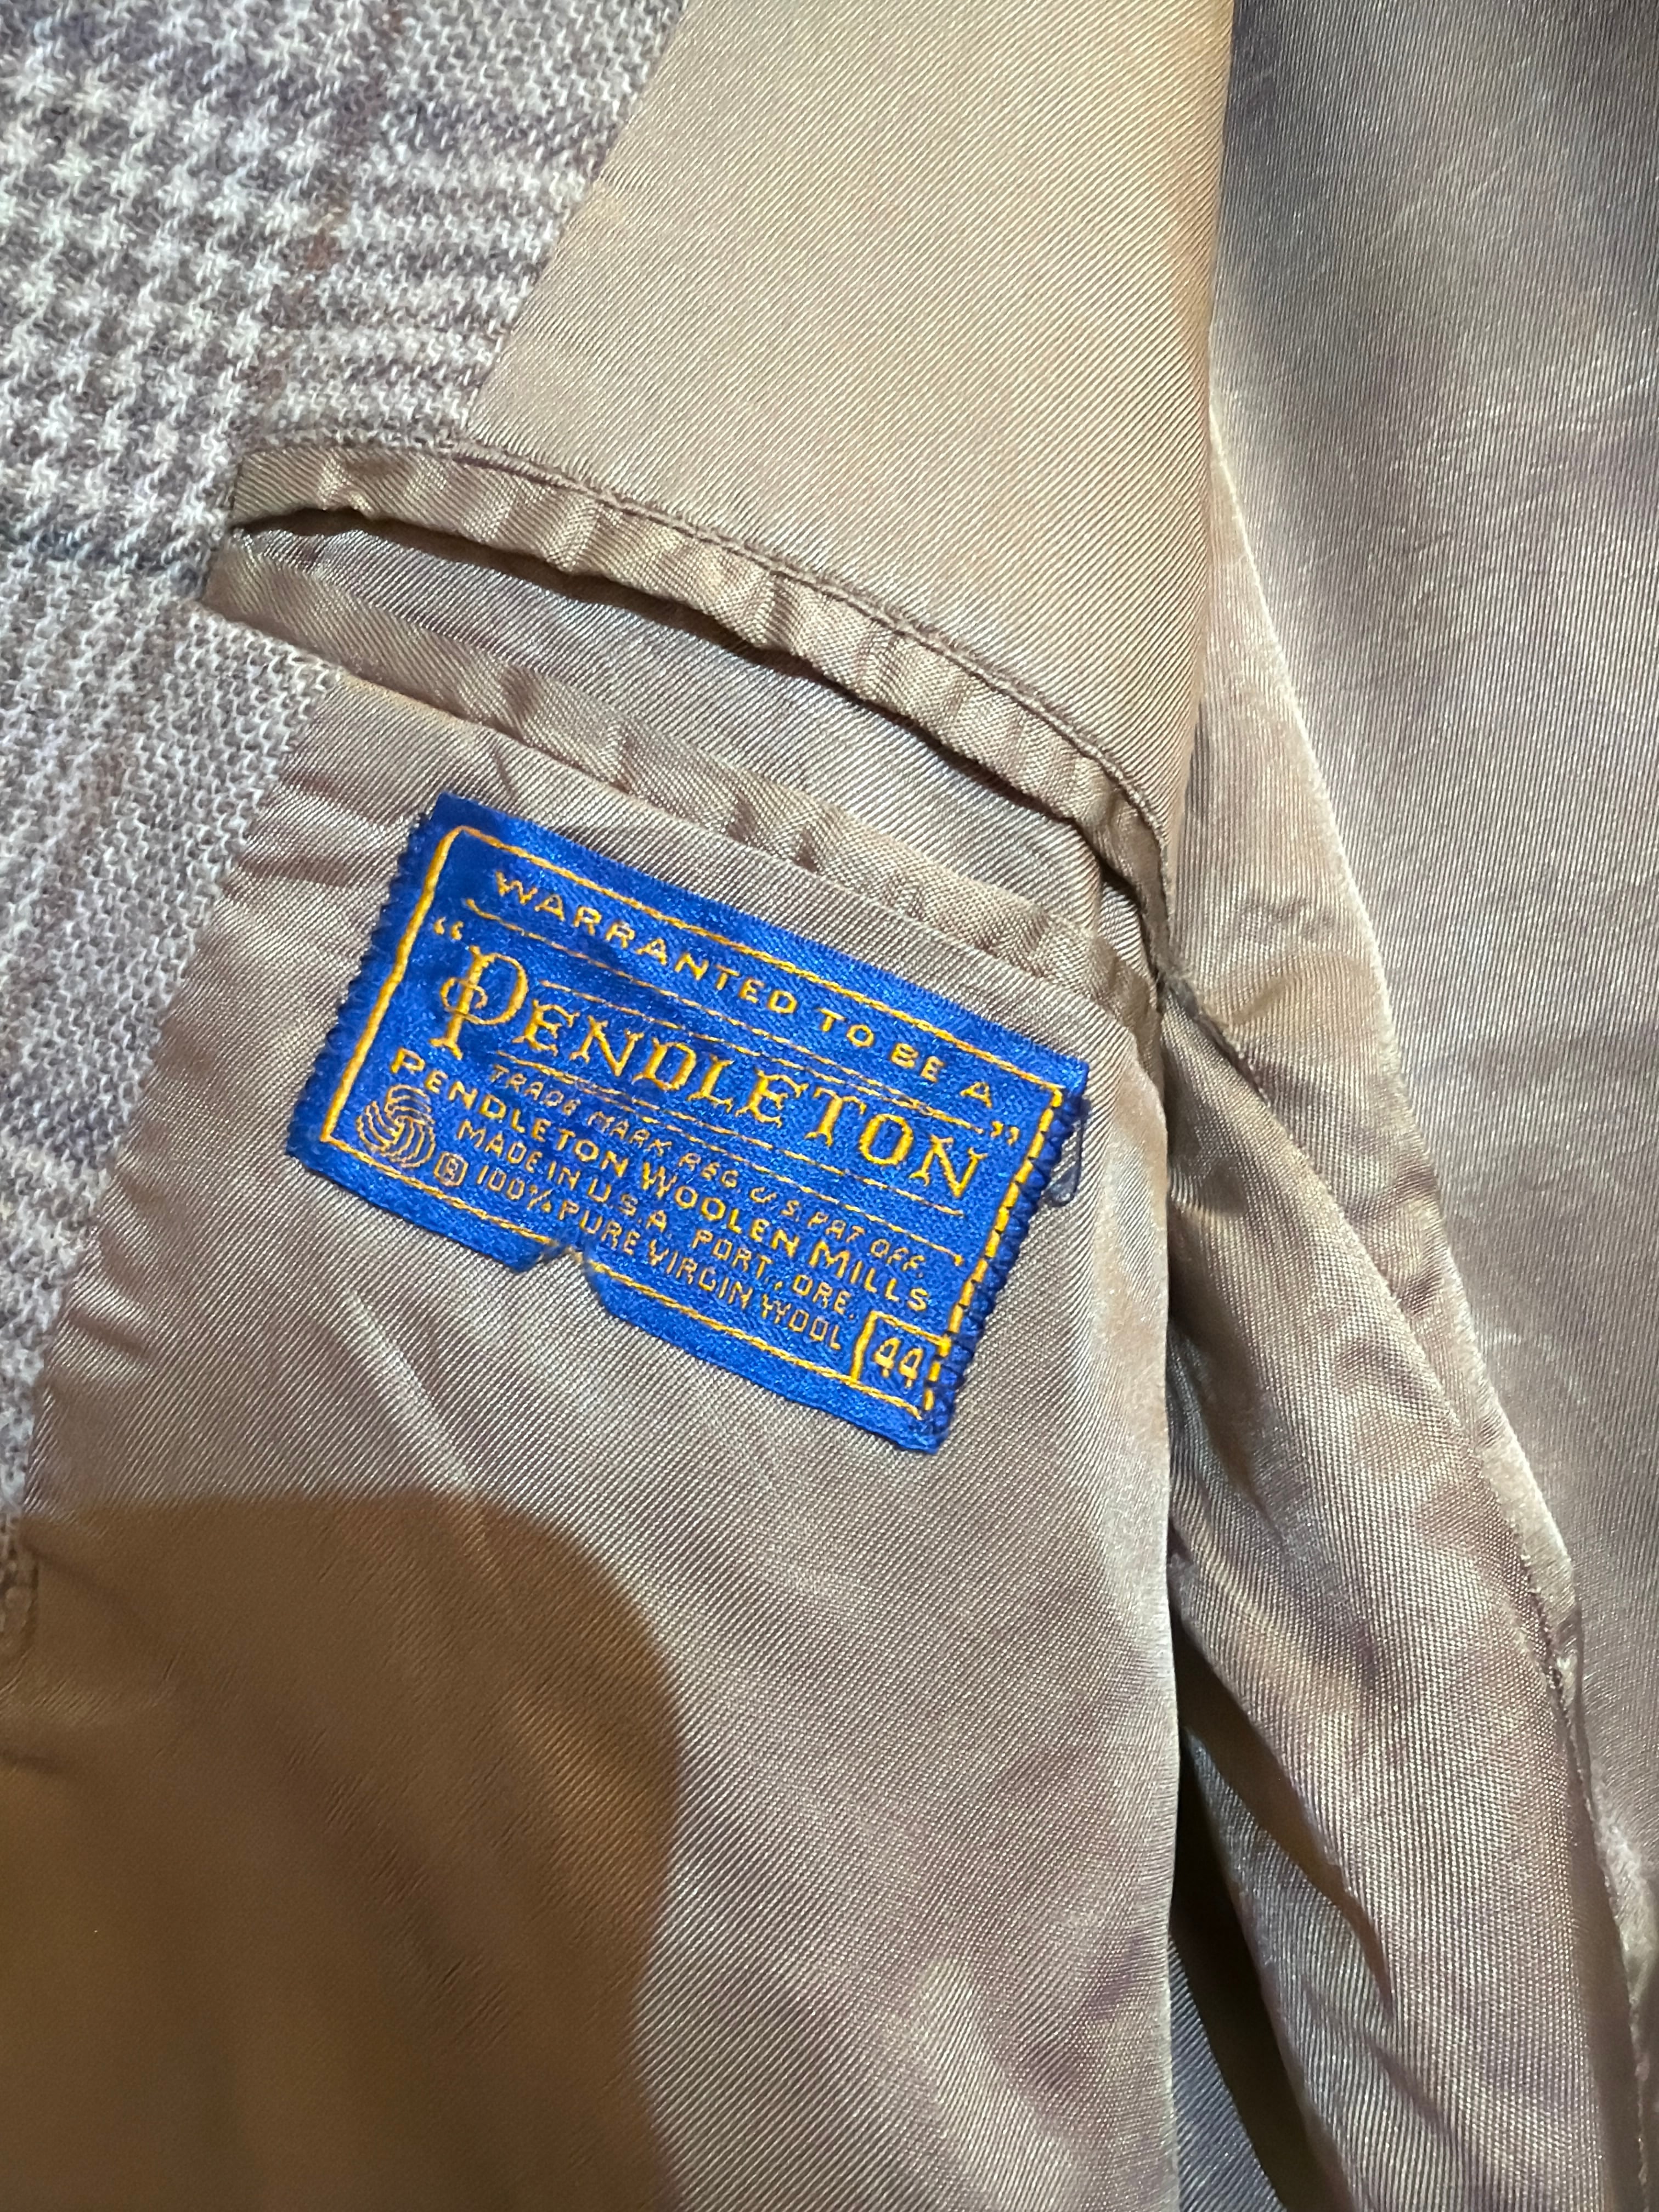 WARRANTED TO BE A
“PENDLETON”
TRADE MARK REG U.S. PAT OFF.
PENDLETON WOOLEN MILLS
MADE IN U.S.A. PORT., ORE.
® 100% PURE VIRGIN WOOL
44